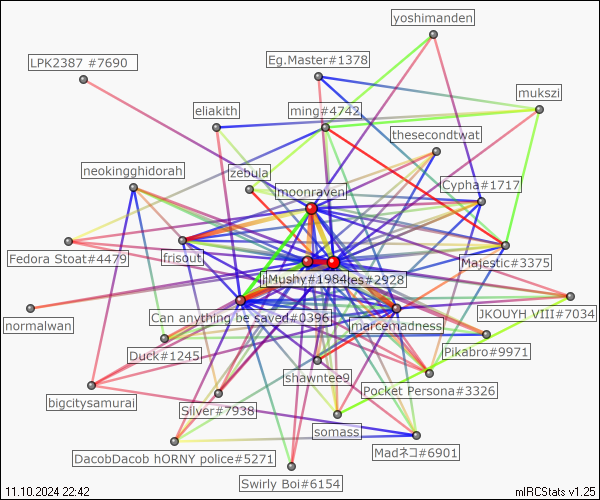 yoshimanden
LPK2387 #7690
Eg.Master#1378
mukszi
eliakith
ming#4742
thesecondtwat
neokingghidorah
zebula
moonraven
Cypha#1717
Fedora Stoat#4479
frisout
Majestic#3375
Mushy#1984
#2928
normalwan
Can anything be saved#0396
marcemadness
JKOUYH VIII#7034
Duck#1245
Pikabro#9971
shawntee9
Pocket Persona#3326
bigcitysamurai
Silver#7938
somass
DacobDacob hORNY police#5271
Madネコ#6901
Swirly Boi#6154
11.10.2024 22:42
mIRCStats v1.25